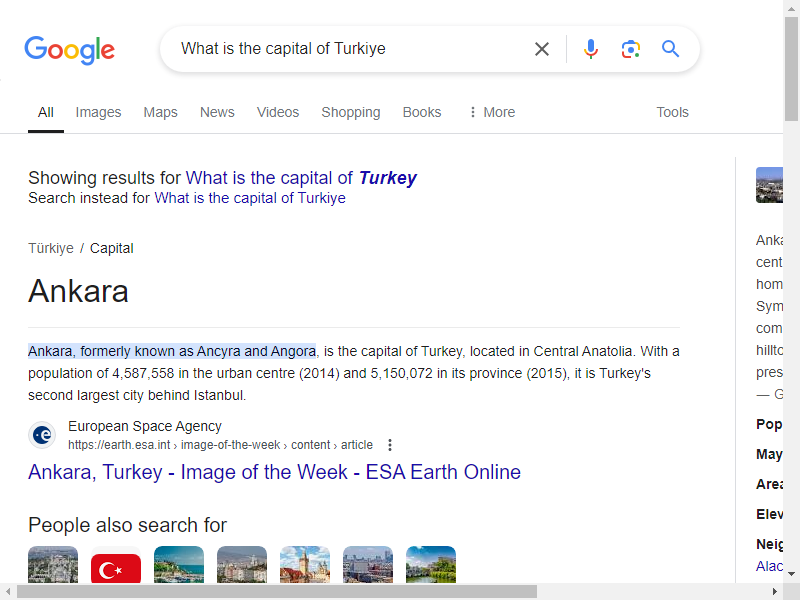 Google
What is the capital of Turkiye
All Images Maps News Videos Shopping Books More Tools
Showing results for What is the capital of Turkey
Search instead for What is the capital of Turkiye
Türkiye / Capital
Ankara
Ankara, formerly known as Ancyra and Angora, is the capital of Turkey, located in Central Anatolia. With a
population of 4,587,558 in the urban centre (2014) and 5,150,072 in its province (2015), it is Turkey's
second largest city behind Istanbul.
European Space Agency
https://earth.esa.int › image-of-the-week › content › article
Ankara, Turkey - Image of the Week - ESA Earth Online
People also search for
Anka
cent
hom
Sym
com
hillto
pres
— G
Pop
May
Area
Elev
Neig
Alac